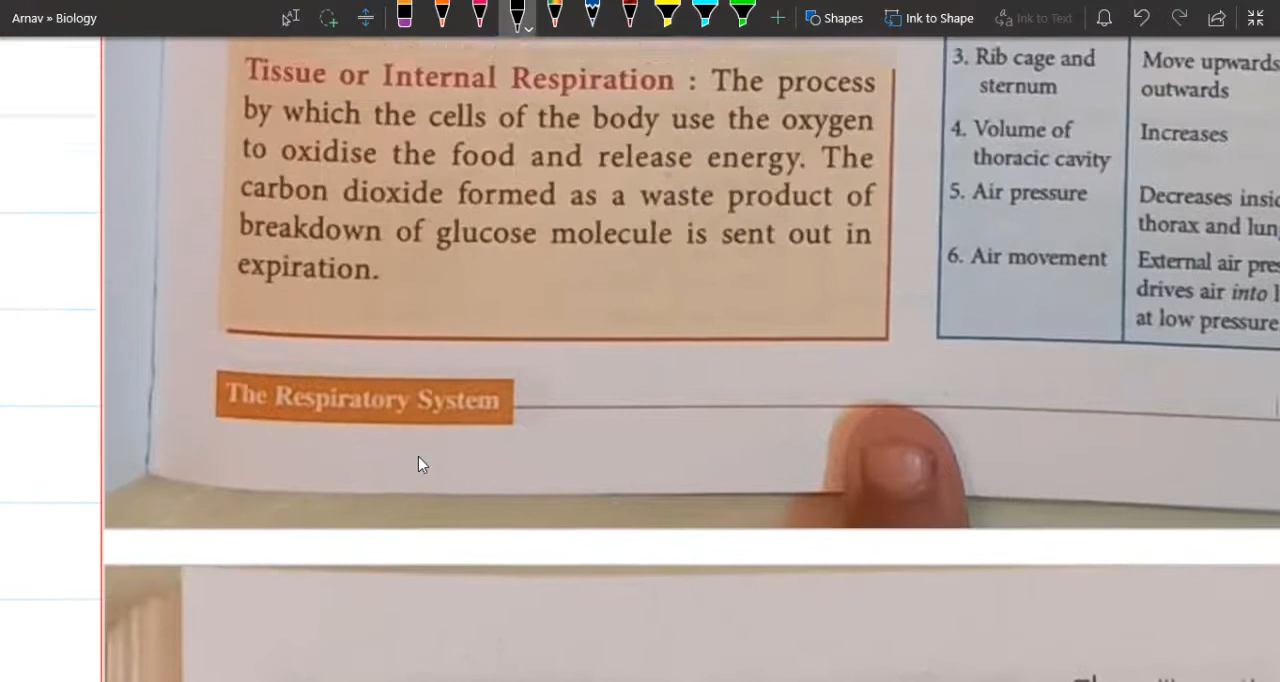 Arnav » Biology
Shapes
Ink to Shape
Ink to Text
Tissue or Internal Respiration : The process
by which the cells of the body use the oxygen
to oxidise the food and release energy. The
carbon dioxide formed as a waste product of
breakdown of glucose molecule is sent out in
expiration.
The Respiratory System
3. Rib cage and
sternum
Move upwards
outwards
4. Volume of
thoracic cavity
Increases
5. Air pressure
Decreases
thorax and
6. Air movement
External air
drives air into
at low pressure